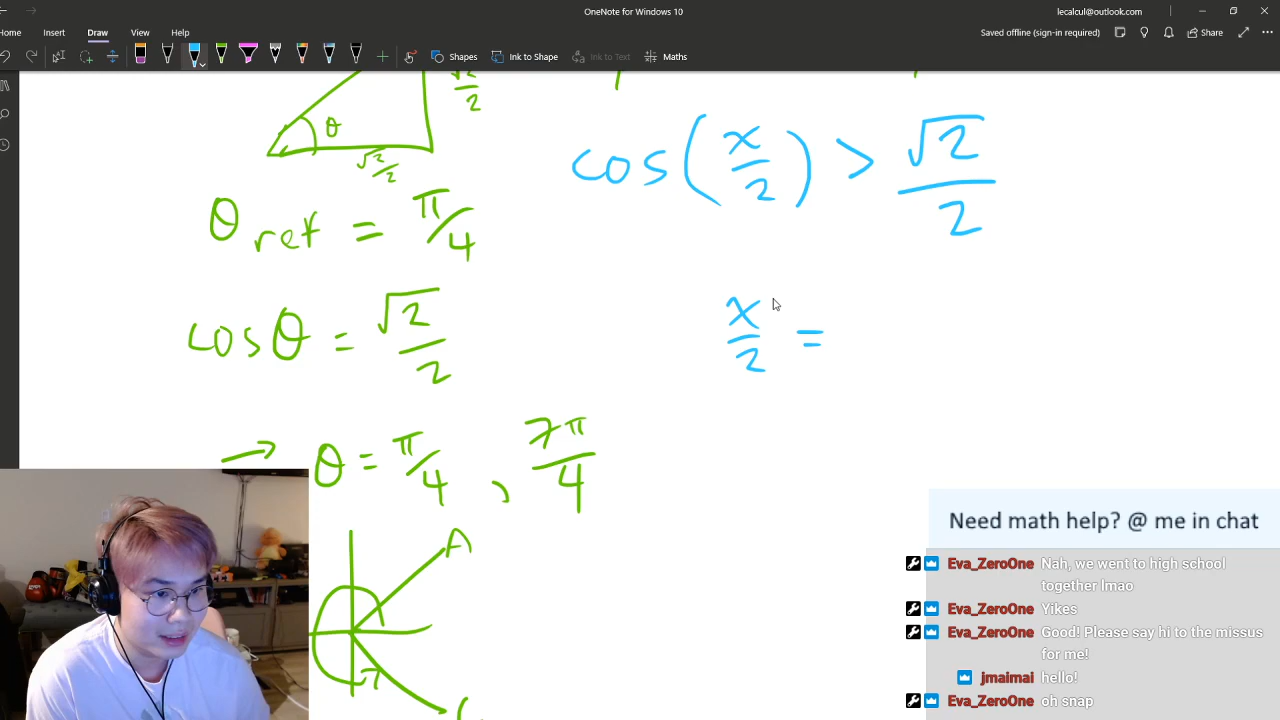 OneNote for Windows 10
lecalcul@outlook.com
Home Insert Draw View Help
Saved offline (sign-in required)
Share
Shapes
Ink to Shape
Ink to Text
Maths
√2/2
θ
√2/2
cos(x/2) > √2/2
θ ref = π/4
cosθ = √2/2
x/2 =
→ θ = π/4 , 7π/4
A
Need math help? @ me in chat
Eva_ZeroOne Nah, we went to high school
together lmao
Eva_ZeroOne Yikes
Eva_ZeroOne Good! Please say hi to the missus
for me!
jmaimai hello!
Eva_ZeroOne oh snap